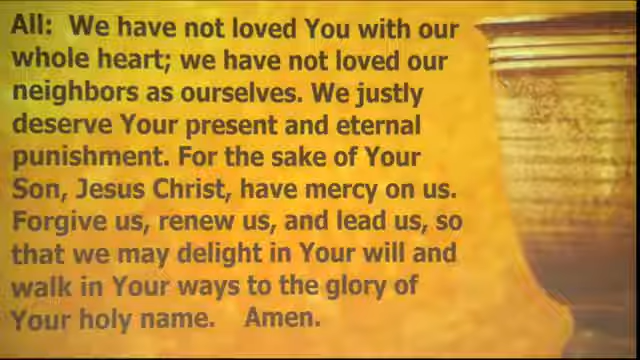 All: We have not loved You with our
whole heart; we have not loved our
neighbors as ourselves. We justly
deserve Your present and eternal
punishment. For the sake of Your
Son, Jesus Christ, have mercy on us.
Forgive us, renew us, and lead us, so
that we may delight in Your will and
walk in Your ways to the glory of
Your holy name. Amen.